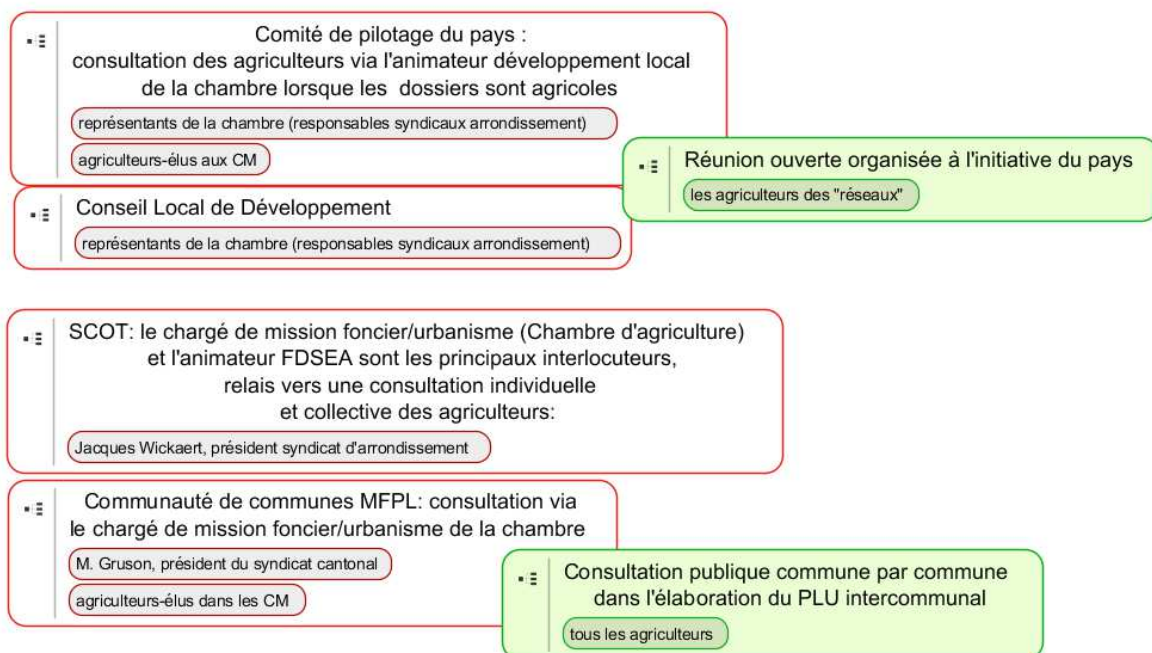 Comité de pilotage du pays :
consultation des agriculteurs via l'animateur développement local
de la chambre lorsque les dossiers sont agricoles
représentants de la chambre (responsables syndicaux arrondissement)
agriculteurs-élus aux CM
Réunion ouverte organisée à l'initiative du pays
les agriculteurs des "réseaux"
Conseil Local de Développement
représentants de la chambre (responsables syndicaux arrondissement)
SCOT: le chargé de mission foncier/urbanisme (Chambre d'agriculture)
et l'animateur FDSEA sont les principaux interlocuteurs,
relais vers une consultation individuelle
et collective des agriculteurs:
Jacques Wickaert, président syndicat d'arrondissement
Communauté de communes MFPL: consultation via
le chargé de mission foncier/urbanisme de la chambre
M. Gruson, président du syndicat cantonal
agriculteurs-élus dans les CM
Consultation publique commune par commune
dans l'élaboration du PLU intercommunal
tous les agriculteurs